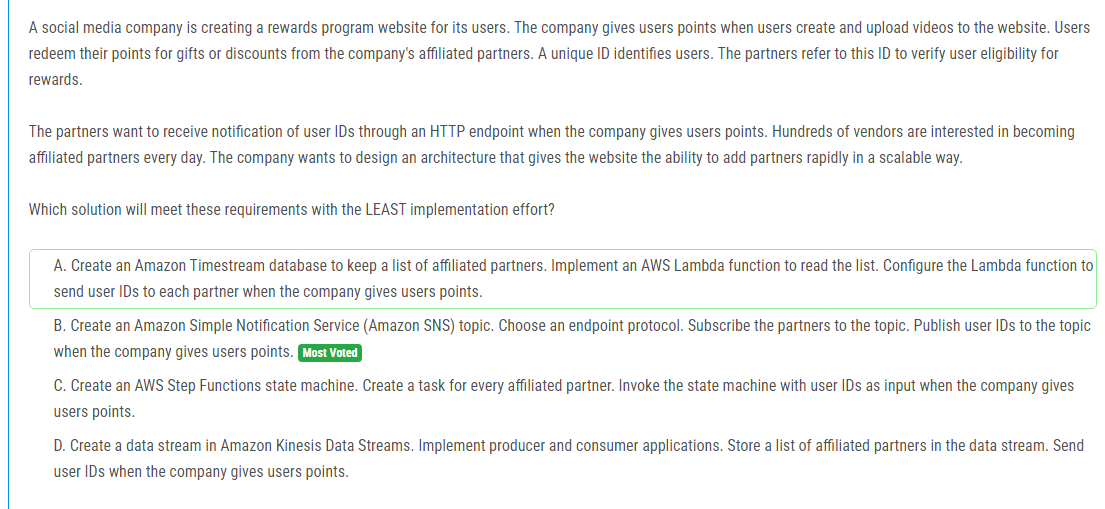 A social media company is creating a rewards program website for its users. The company gives users points when users create and upload videos to the website. Users
redeem their points for gifts or discounts from the company's affiliated partners. A unique ID identifies users. The partners refer to this ID to verify user eligibility for
rewards.
The partners want to receive notification of user IDs through an HTTP endpoint when the company gives users points. Hundreds of vendors are interested in becoming
affiliated partners every day. The company wants to design an architecture that gives the website the ability to add partners rapidly in a scalable way.
Which solution will meet these requirements with the LEAST implementation effort?
A. Create an Amazon Timestream database to keep a list of affiliated partners. Implement an AWS Lambda function to read the list. Configure the Lambda function to
send user IDs to each partner when the company gives users points.
B. Create an Amazon Simple Notification Service (Amazon SNS) topic. Choose an endpoint protocol. Subscribe the partners to the topic. Publish user IDs to the topic
when the company gives users points. Most Voted
C. Create an AWS Step Functions state machine. Create a task for every affiliated partner. Invoke the state machine with user IDs as input when the company gives
users points.
D. Create a data stream in Amazon Kinesis Data Streams. Implement producer and consumer applications. Store a list of affiliated partners in the data stream. Send
user IDs when the company gives users points.